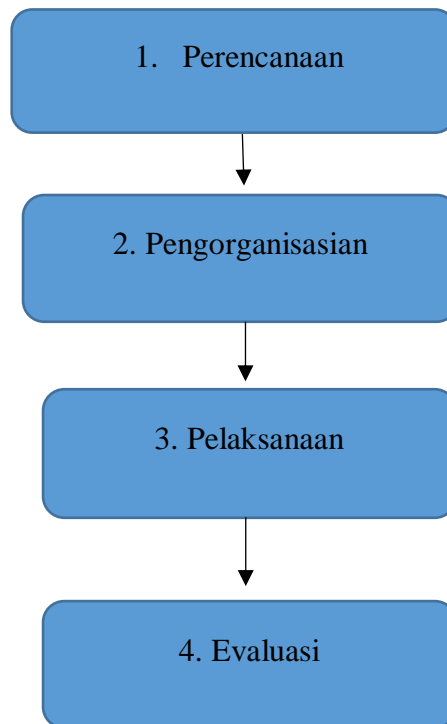 1. Perencanaan
2. Pengorganisasian
3. Pelaksanaan
4. Evaluasi